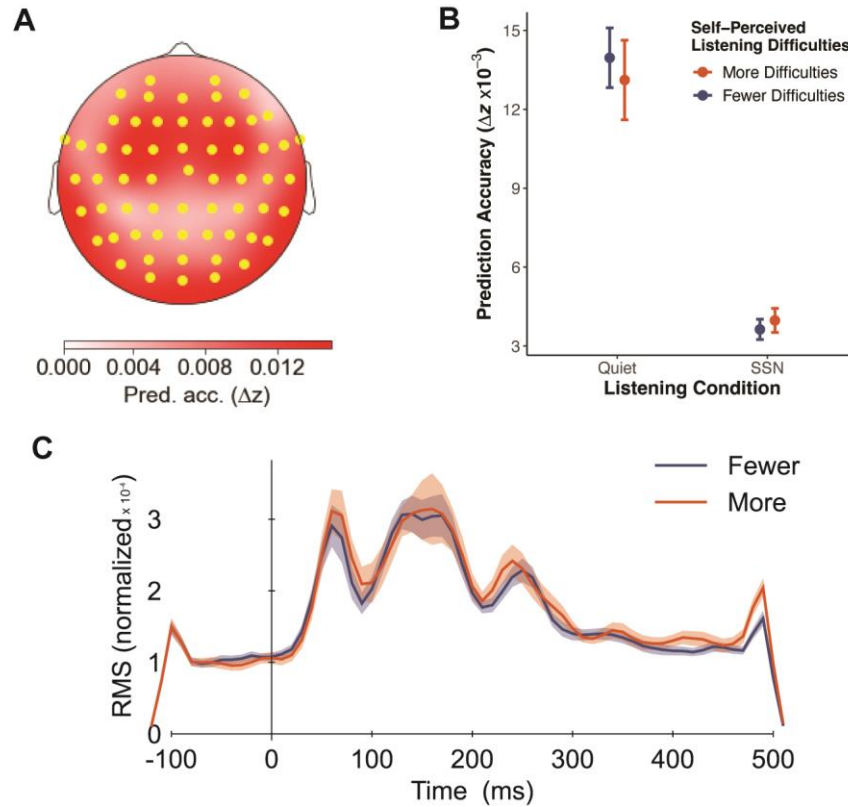 A
0.000 0.004 0.008 0.012
Pred. acc. (Δz)
B
Prediction Accuracy (Δz x10⁻³)
15
12
9
6
3
Quiet SSN
Listening Condition
Self−Perceived
Listening Difficulties
More Difficulties
Fewer Difficulties
C
RMS (normalized x 10⁻⁴)
3
2
1
0
-100 0 100 200 300 400 500
Time (ms)
Fewer
More